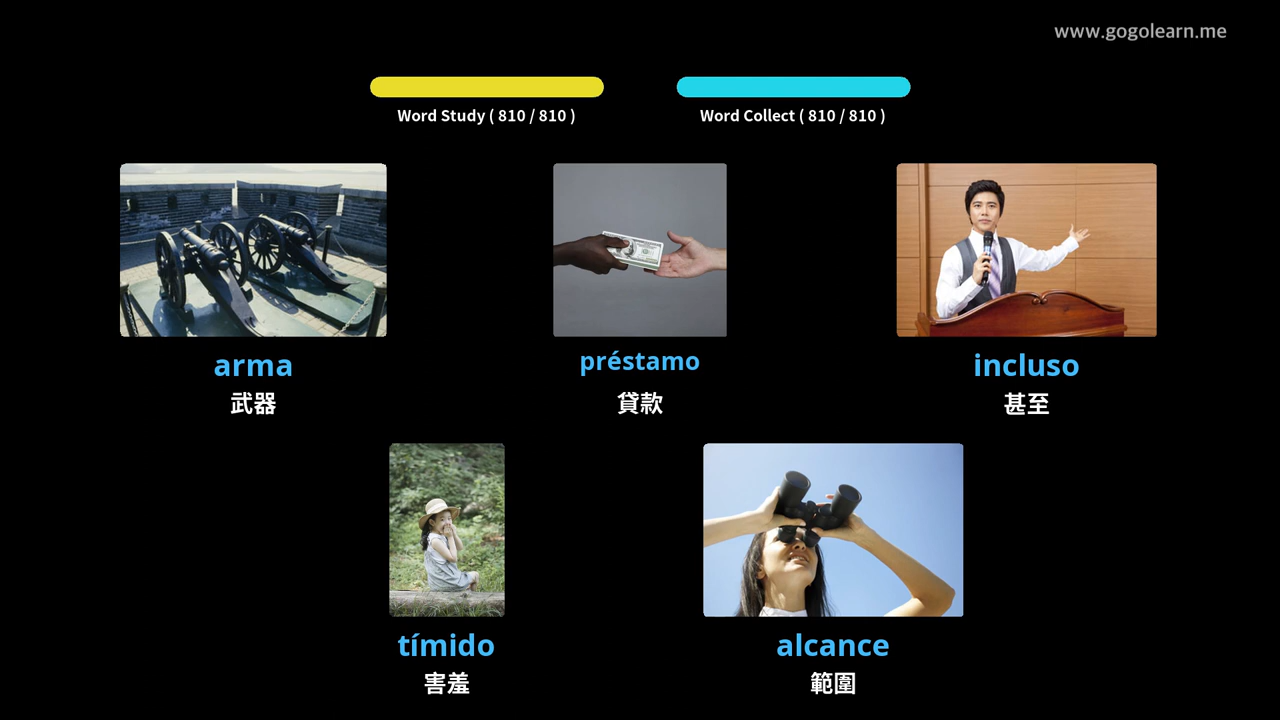 www.gogolearn.me
Word Study ( 810 / 810 )
Word Collect ( 810 / 810 )
arma
武器
préstamo
貸款
incluso
甚至
tímido
害羞
alcance
範圍